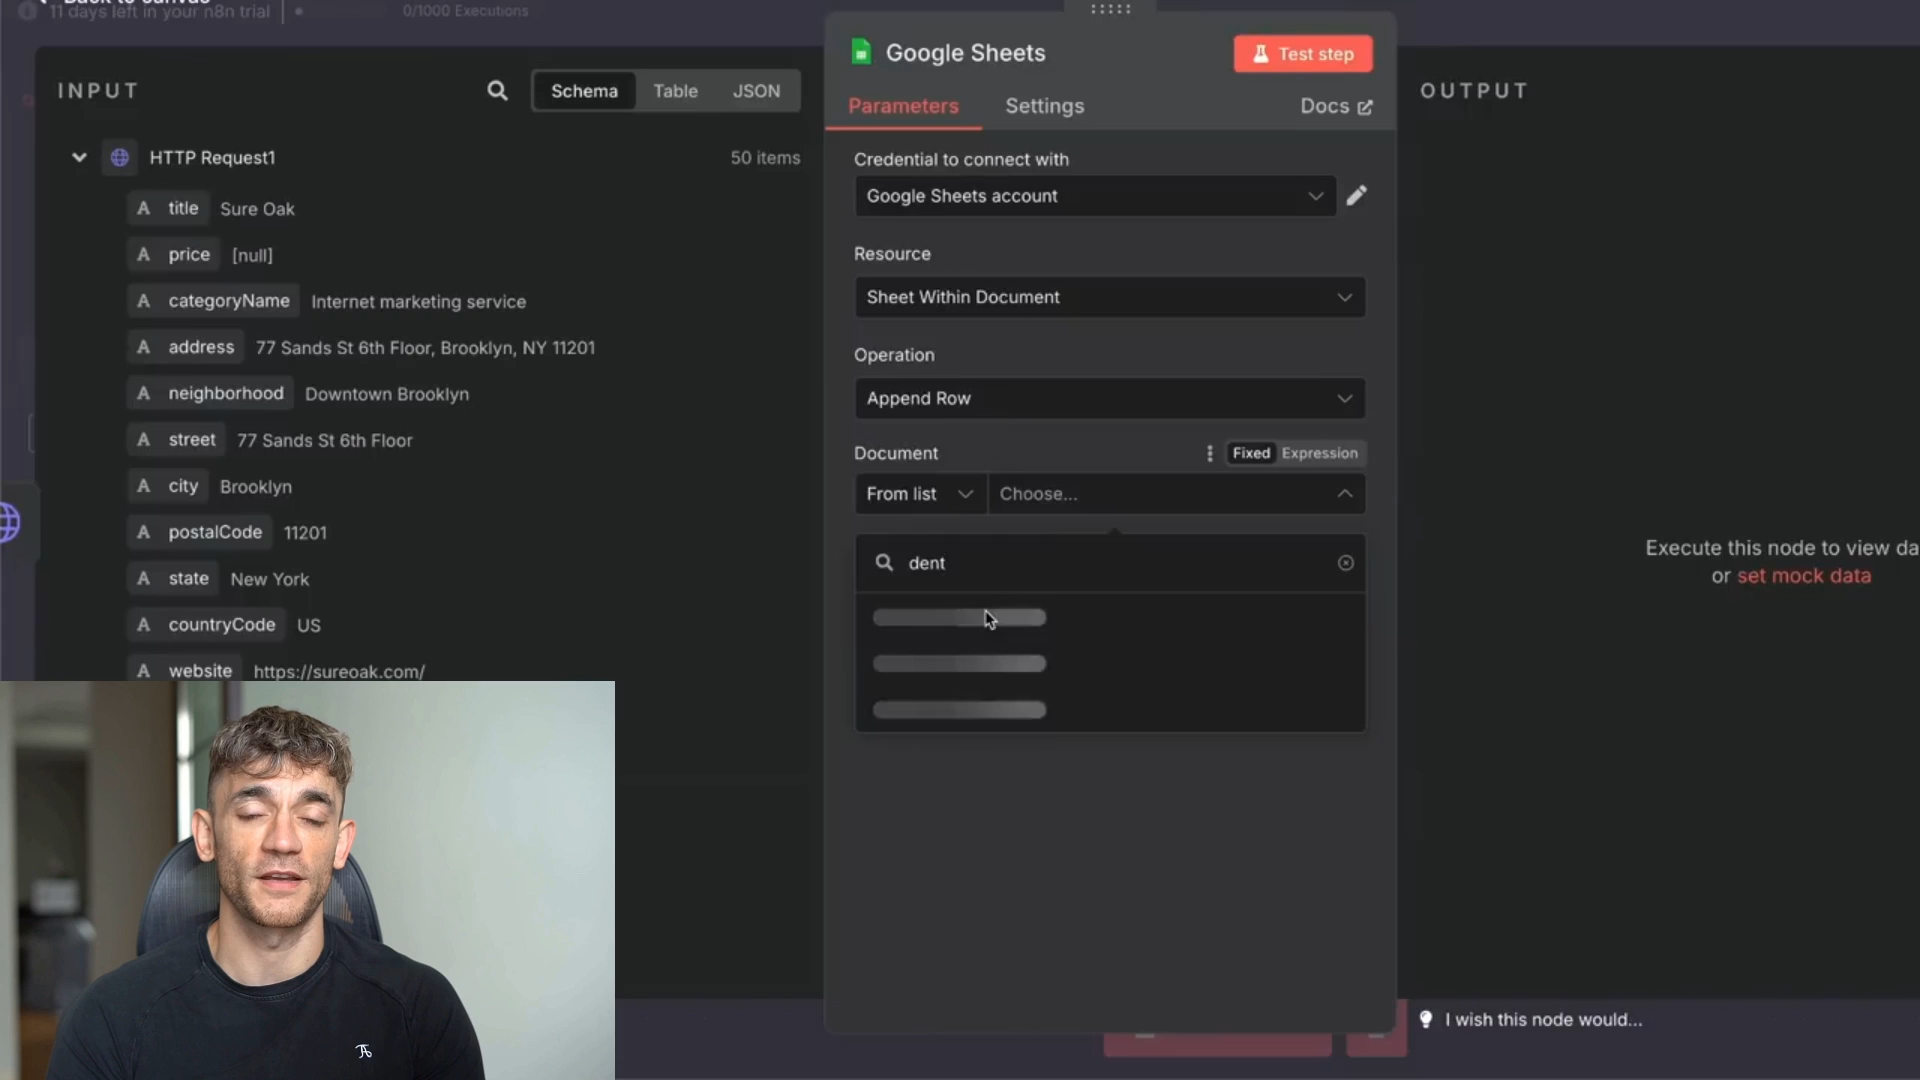 Back to canvas
11 days left in your n8n trial
0/1000 Executions
INPUT
Schema
Table
JSON
HTTP Request1
50 items
A title Sure Oak
A price [null]
A categoryName Internet marketing service
A address 77 Sands St 6th Floor, Brooklyn, NY 11201
A neighborhood Downtown Brooklyn
A street 77 Sands St 6th Floor
A city Brooklyn
A postalCode 11201
A state New York
A countryCode US
A website https://sureoak.com/
Google Sheets
Test step
Parameters
Settings
Docs
Credential to connect with
Google Sheets account
Resource
Sheet Within Document
Operation
Append Row
Document
Fixed Expression
From list
Choose...
dent
OUTPUT
Execute this node to view da
or set mock data
I wish this node would...